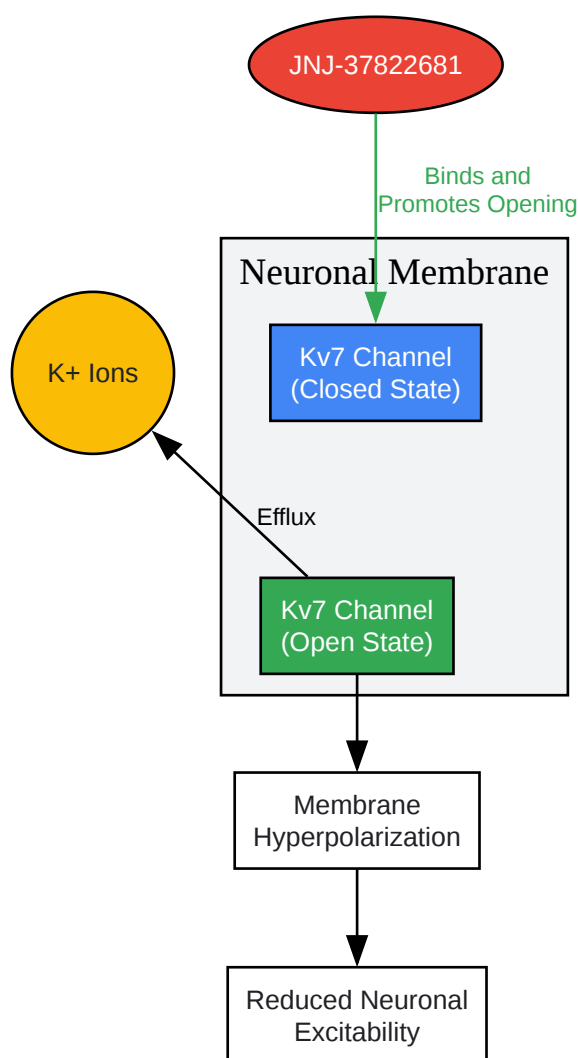 JNJ-37822681
Binds and
Promotes Opening
Neuronal Membrane
Kv7 Channel
(Closed State)
K+ Ions
Efflux
Kv7 Channel
(Open State)
Membrane
Hyperpolarization
Reduced Neuronal
Excitability